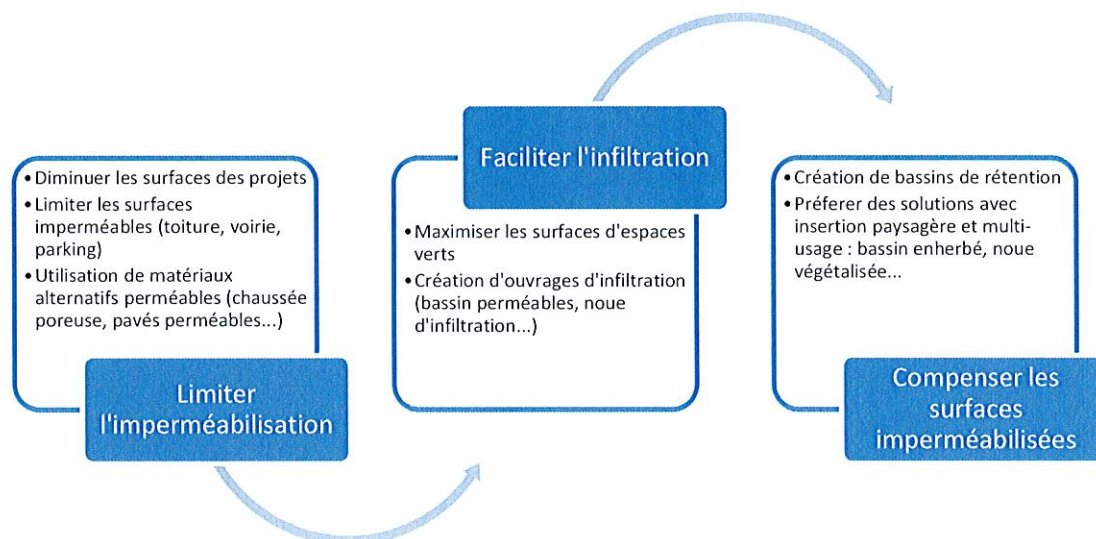 • Diminuer les surfaces des projets
• Limiter les surfaces
imperméables (toiture, voirie,
parking)
• Utilisation de matériaux
alternatifs perméables (chaussée
poreuse, pavés perméables...)
Limiter
l'imperméabilisation
Faciliter l'infiltration
• Maximiser les surfaces d'espaces
verts
• Création d'ouvrages d'infiltration
(bassin perméables, noue
d'infiltration...)
• Création de bassins de rétention
• Préferer des solutions avec
insertion paysagère et multi-
usage : bassin enherbé, noue
végétalisée...
Compenser les
surfaces
imperméabilisées